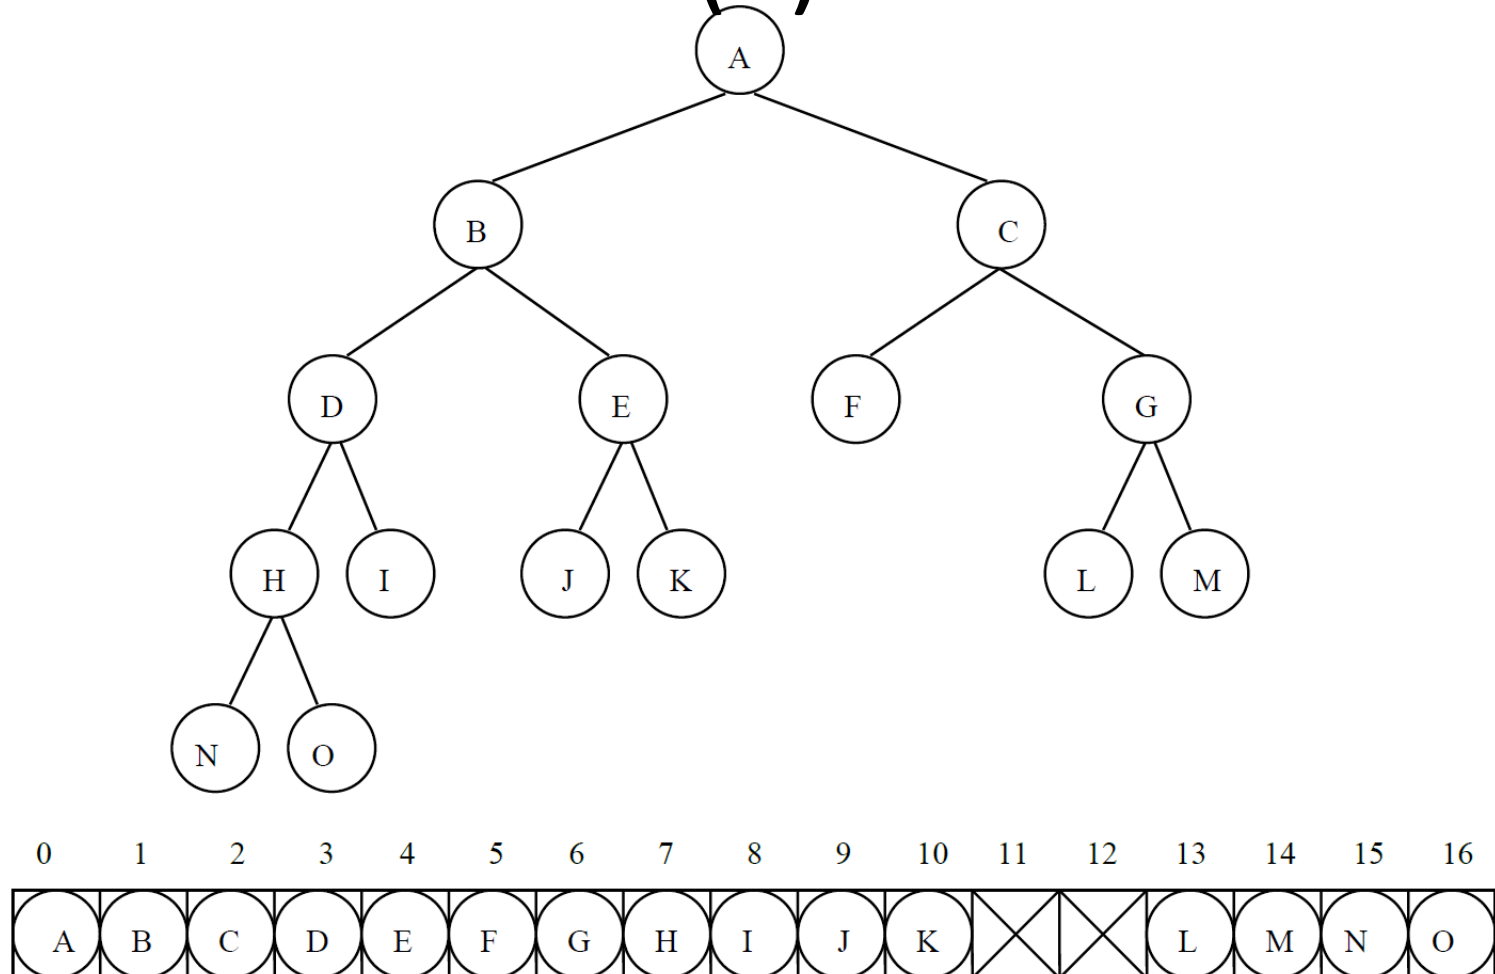 A
B C
D E F G
H I J K L M
N O
0 1 2 3 4 5 6 7 8 9 10 11 12 13 14 15 16
A B C D E F G H I J K L M N O